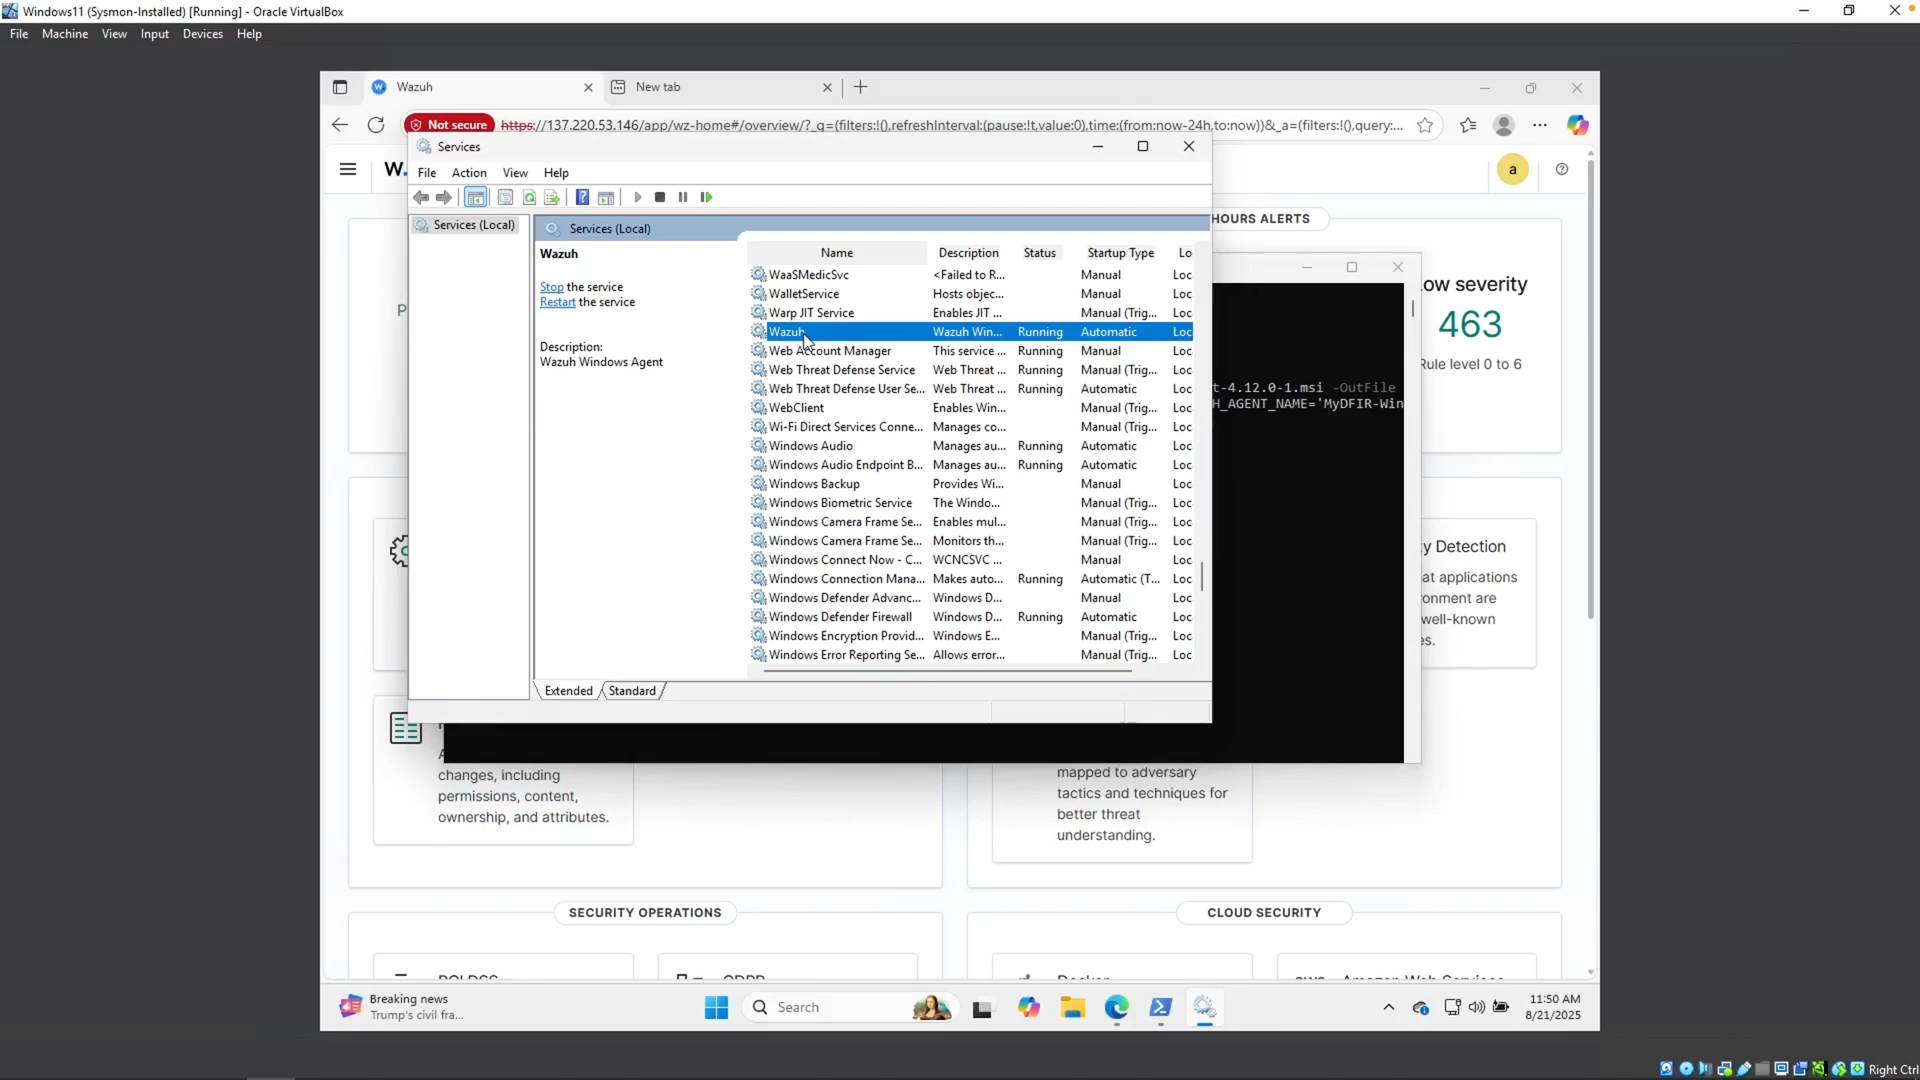 Windows11 (Sysmon-Installed) [Running] - Oracle VirtualBox
File Machine View Input Devices Help
Wazuh
New tab
Not secure https://137.220.53.146/app/wz-home#/overview/?_g=(filters:!(),refreshInterval:(pause:!t,value:0),time:(from:now-24h,to:now))&_a=(filters:!(),query:...
W.
a
Services
File Action View Help
Services (Local)
Services (Local)
Wazuh
Stop the service
Restart the service
Description:
Wazuh Windows Agent
Name Description Status Startup Type Lo
WaaSMedicSvc <Failed to R... Manual Loc
WalletService Hosts objec... Manual Loc
Warp JIT Service Enables JIT ... Manual (Trig... Loc
Wazuh Wazuh Win... Running Automatic Loc
Web Account Manager This service ... Running Manual Loc
Web Threat Defense Service Web Threat ... Running Manual (Trig... Loc
Web Threat Defense User Se... Web Threat ... Running Automatic Loc
WebClient Enables Win... Manual (Trig... Loc
Wi-Fi Direct Services Conne... Manages co... Manual (Trig... Loc
Windows Audio Manages au... Running Automatic Loc
Windows Audio Endpoint B... Manages au... Running Automatic Loc
Windows Backup Provides Wi... Manual Loc
Windows Biometric Service The Windo... Manual (Trig... Loc
Windows Camera Frame Se... Enables mul... Manual (Trig... Loc
Windows Camera Frame Se... Monitors th... Manual (Trig... Loc
Windows Connect Now - C... WCNCSVC ... Manual Loc
Windows Connection Mana... Makes auto... Running Automatic (T... Loc
Windows Defender Advanc... Windows D... Manual Loc
Windows Defender Firewall Windows D... Running Automatic Loc
Windows Encryption Provid... Windows E... Manual (Trig... Loc
Windows Error Reporting Se... Allows error... Manual (Trig... Loc
Extended Standard
HOURS ALERTS
ow severity
463
Rule level 0 to 6
t-4.12.0-1.msi -OutFile
H_AGENT_NAME='MyDFIR-Win
y Detection
at applications
onment are
well-known
es.
changes, including
permissions, content,
ownership, and attributes.
mapped to adversary
tactics and techniques for
better threat
understanding.
SECURITY OPERATIONS
CLOUD SECURITY
Breaking news
Trump's civil fra...
Search
11:50 AM
8/21/2025
Right Ctrl